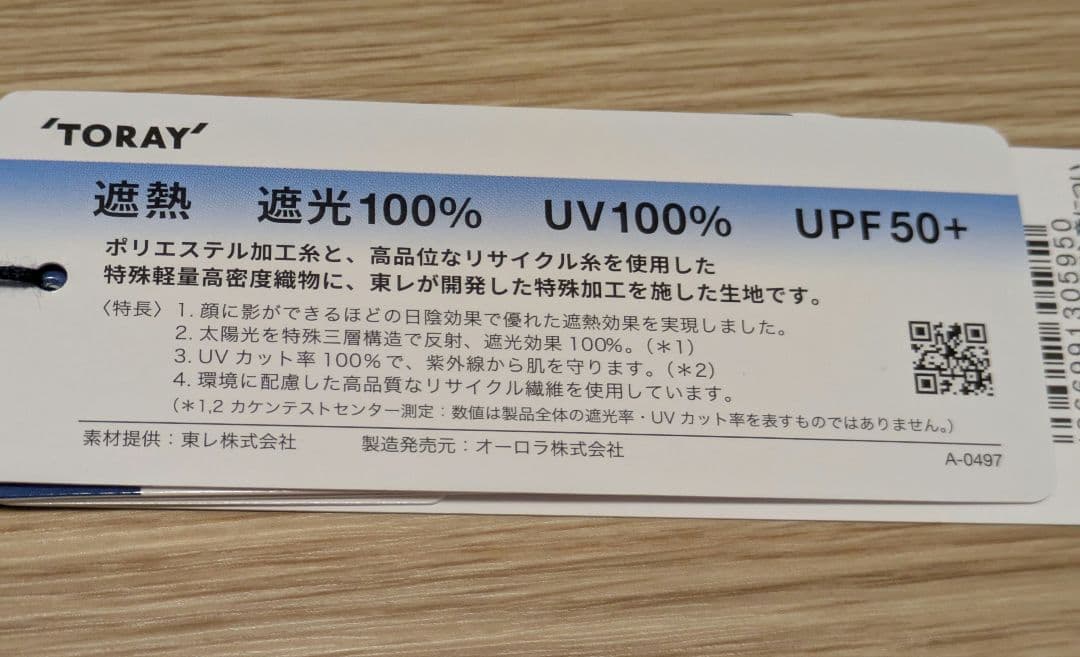 'TORAY'
遮熱 遮光100% UV100% UPF50+
ポリエステル加工糸と、高品位なリサイクル糸を使用した
特殊軽量高密度織物に、東レが開発した特殊加工を施した生地です。
〈特長〉1. 顔に影ができるほどの日陰効果で優れた遮熱効果を実現しました。
2. 太陽光を特殊三層構造で反射、遮光効果 100%。(＊1)
3. UV カット率 100% で、紫外線から肌を守ります。(＊2)
4. 環境に配慮した高品質なリサイクル繊維を使用しています。
(＊1,2 カケンテストセンター測定：数値は製品全体の遮光率・UV カット率を表すものではありません。)
素材提供：東レ株式会社 製造発売元：オーロラ株式会社
A-0497